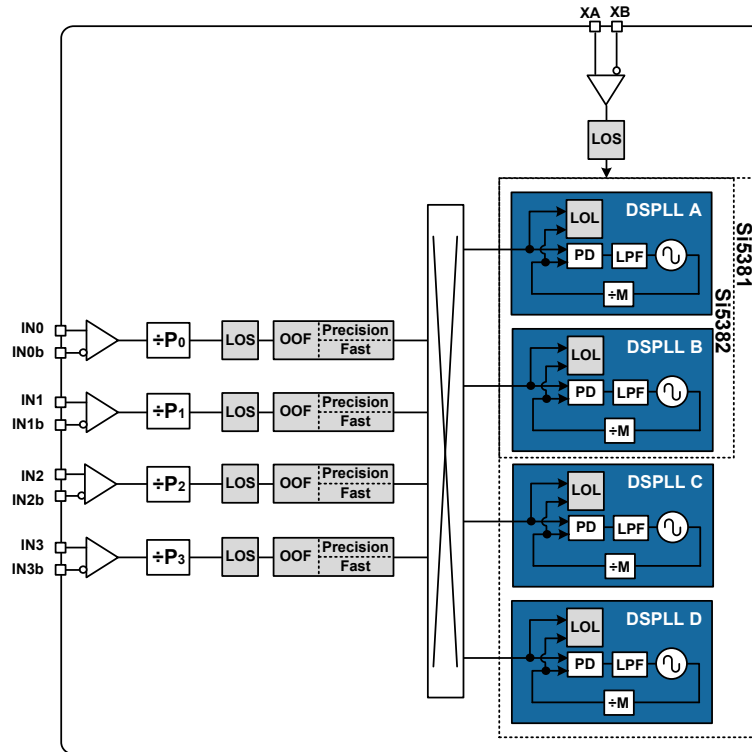 XA XB
LOS
DSPLL A
LOL
PD LPF
÷M
Si5381
Si5382
DSPLL B
LOL
PD LPF
÷M
IN0
IN0b
÷P0
LOS
OOF
Precision
Fast
IN1
IN1b
÷P1
LOS
OOF
Precision
Fast
IN2
IN2b
÷P2
LOS
OOF
Precision
Fast
IN3
IN3b
÷P3
LOS
OOF
Precision
Fast
DSPLL C
LOL
PD LPF
÷M
DSPLL D
LOL
PD LPF
÷M